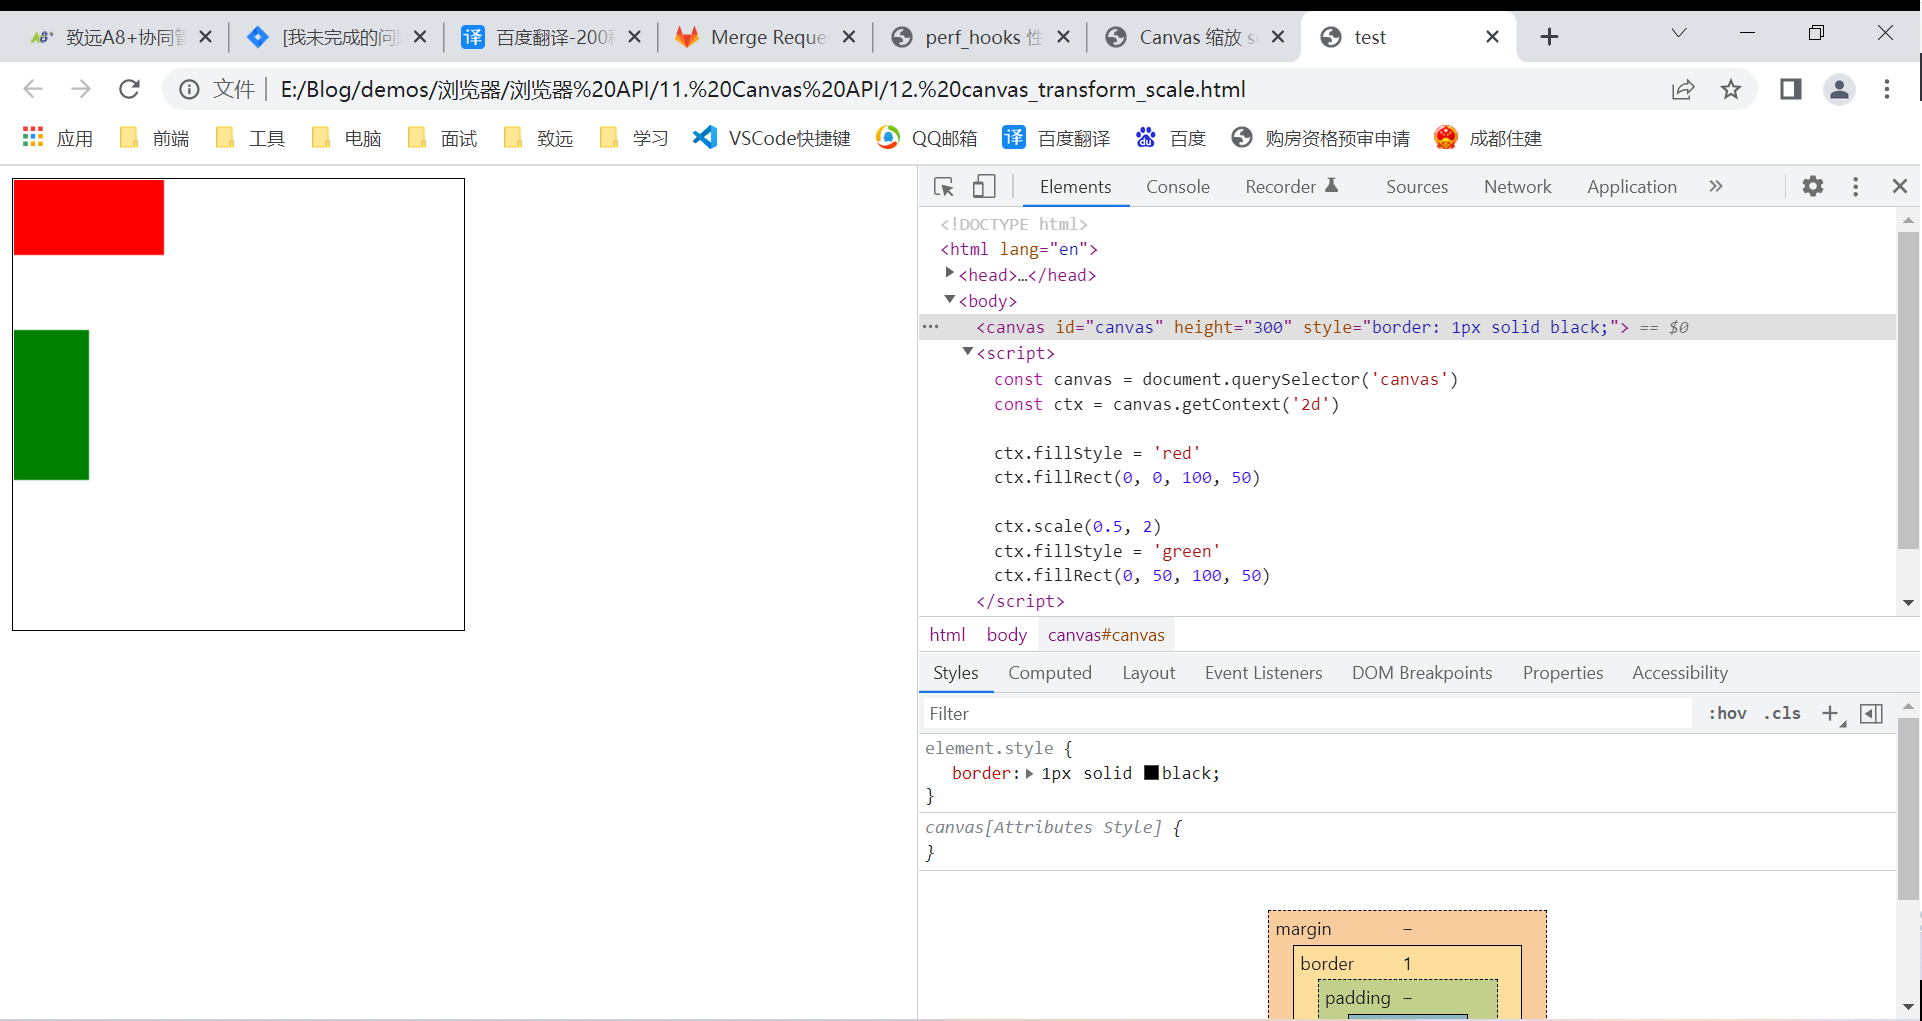 致远A8+协同管
[我未完成的问
百度翻译-200种
Merge Reque
perf_hooks 性
Canvas 缩放 s
test
文件 E:/Blog/demos/浏览器/浏览器%20API/11.%20Canvas%20API/12.%20canvas_transform_scale.html
应用 前端 工具 电脑 面试 致远 学习 VSCode快捷键 QQ邮箱 译 百度翻译 百度 购房资格预审申请 成都住建
Elements Console Recorder Sources Network Application »
<!DOCTYPE html>
<html lang="en">
<head>…</head>
<body>
<canvas id="canvas" height="300" style="border: 1px solid black;"> == $0
<script>
const canvas = document.querySelector('canvas')
const ctx = canvas.getContext('2d')
ctx.fillStyle = 'red'
ctx.fillRect(0, 0, 100, 50)
ctx.scale(0.5, 2)
ctx.fillStyle = 'green'
ctx.fillRect(0, 50, 100, 50)
</script>
html body canvas#canvas
Styles Computed Layout Event Listeners DOM Breakpoints Properties Accessibility
Filter :hov .cls
element.style {
border: 1px solid black;
}
canvas[Attributes Style] {
}
margin –
border 1
padding –